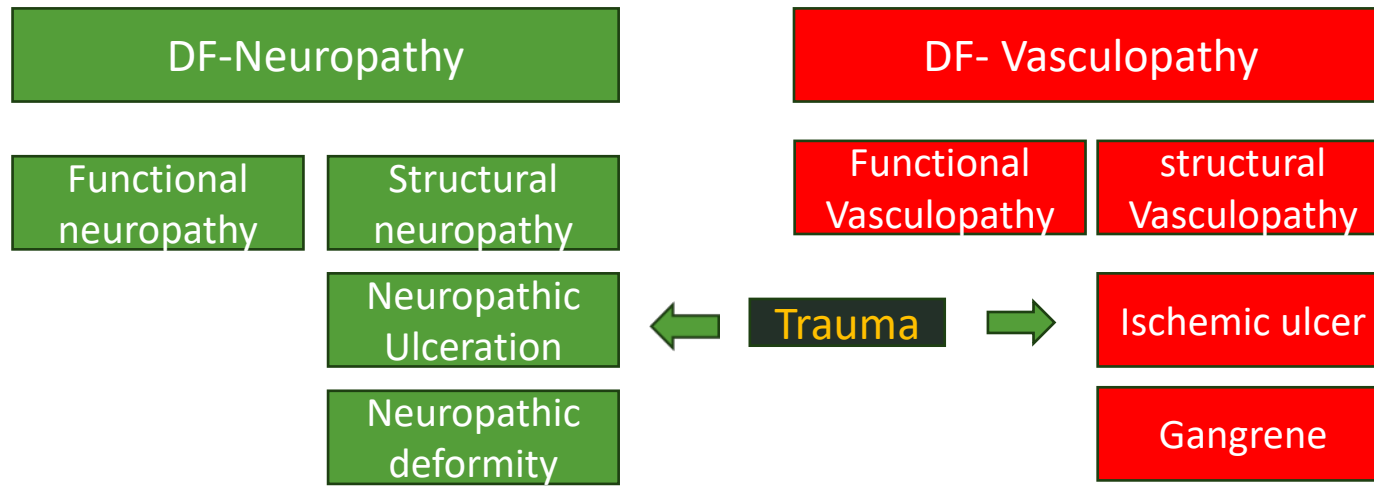 DF-Neuropathy
DF- Vasculopathy
Functional
neuropathy
Structural
neuropathy
Functional
Vasculopathy
structural
Vasculopathy
Neuropathic
Ulceration
Trauma
Ischemic ulcer
Neuropathic
deformity
Gangrene